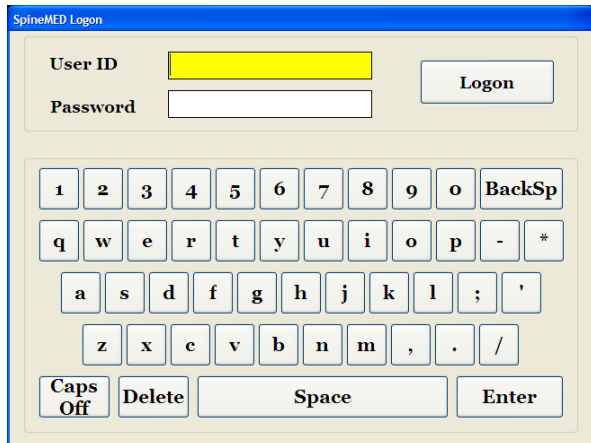 SpineMED Logon
User ID
Logon
Password
1 2 3 4 5 6 7 8 9 0 BackSp
q w e r t y u i o p - *
a s d f g h j k l ; '
z x c v b n m , . /
Caps Off Delete Space Enter